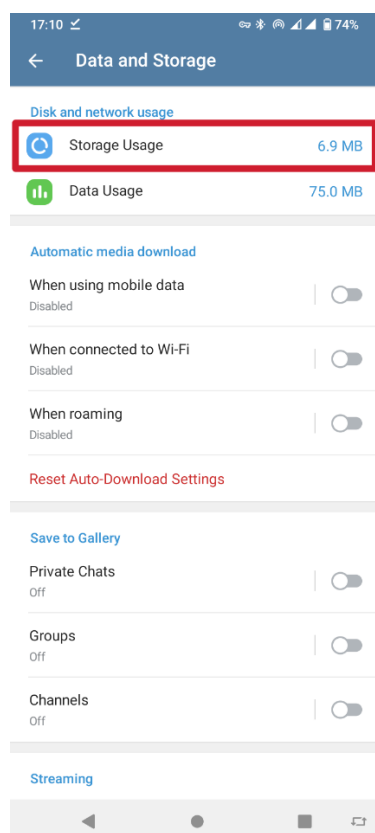 17:10 74%
Data and Storage
Disk and network usage
Storage Usage 6.9 MB
Data Usage 75.0 MB
Automatic media download
When using mobile data
Disabled
When connected to Wi-Fi
Disabled
When roaming
Disabled
Reset Auto-Download Settings
Save to Gallery
Private Chats
Off
Groups
Off
Channels
Off
Streaming